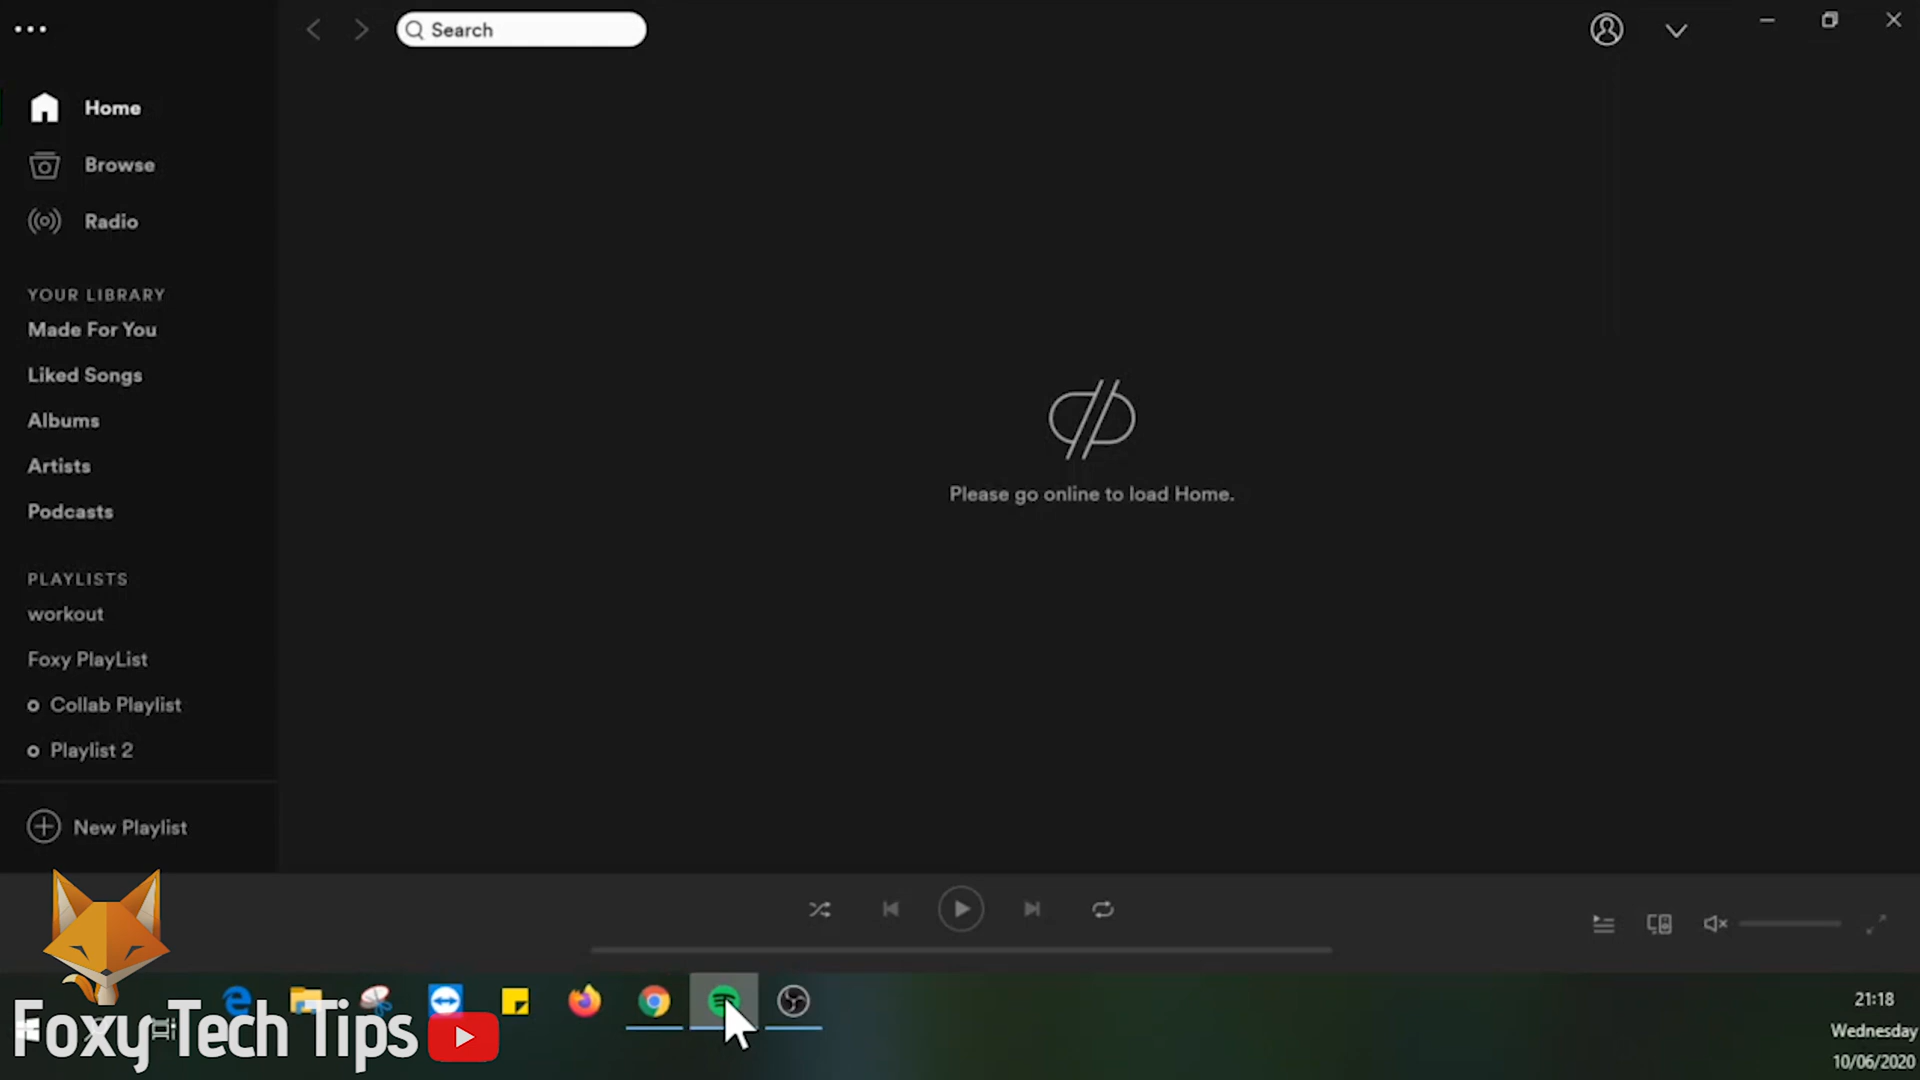 Search
Home
Browse
Radio
YOUR LIBRARY
Made For You
Liked Songs
Albums
Artists
Podcasts
PLAYLISTS
workout
Foxy PlayList
Collab Playlist
Playlist 2
New Playlist
Please go online to load Home.
Foxy Tech Tips
21:18
Wednesday
10/06/2020